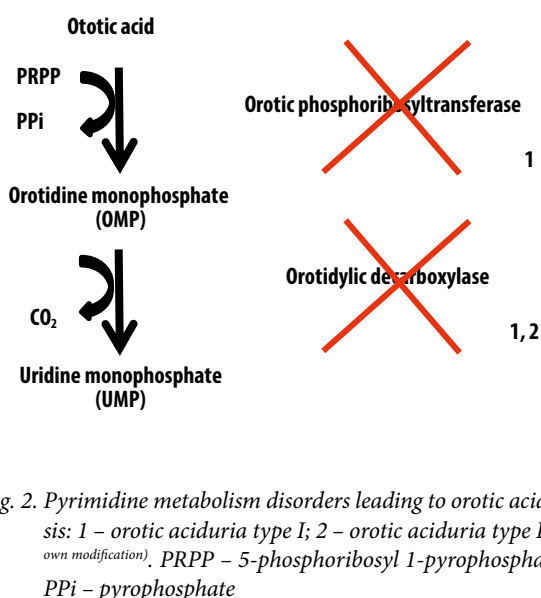 Ototic acid
PRPP
PPi
Orotic phosphoribosyltransferase
1
Orotidine monophosphate
(OMP)
Orotidylic decarboxylase
CO₂
1, 2
Uridine monophosphate
(UMP)
g. 2. Pyrimidine metabolism disorders leading to orotic acid
sis: 1 – orotic aciduria type I; 2 – orotic aciduria type I
own modification). PRPP – 5-phosphoribosyl 1-pyrophospha
PPi – pyrophosphate